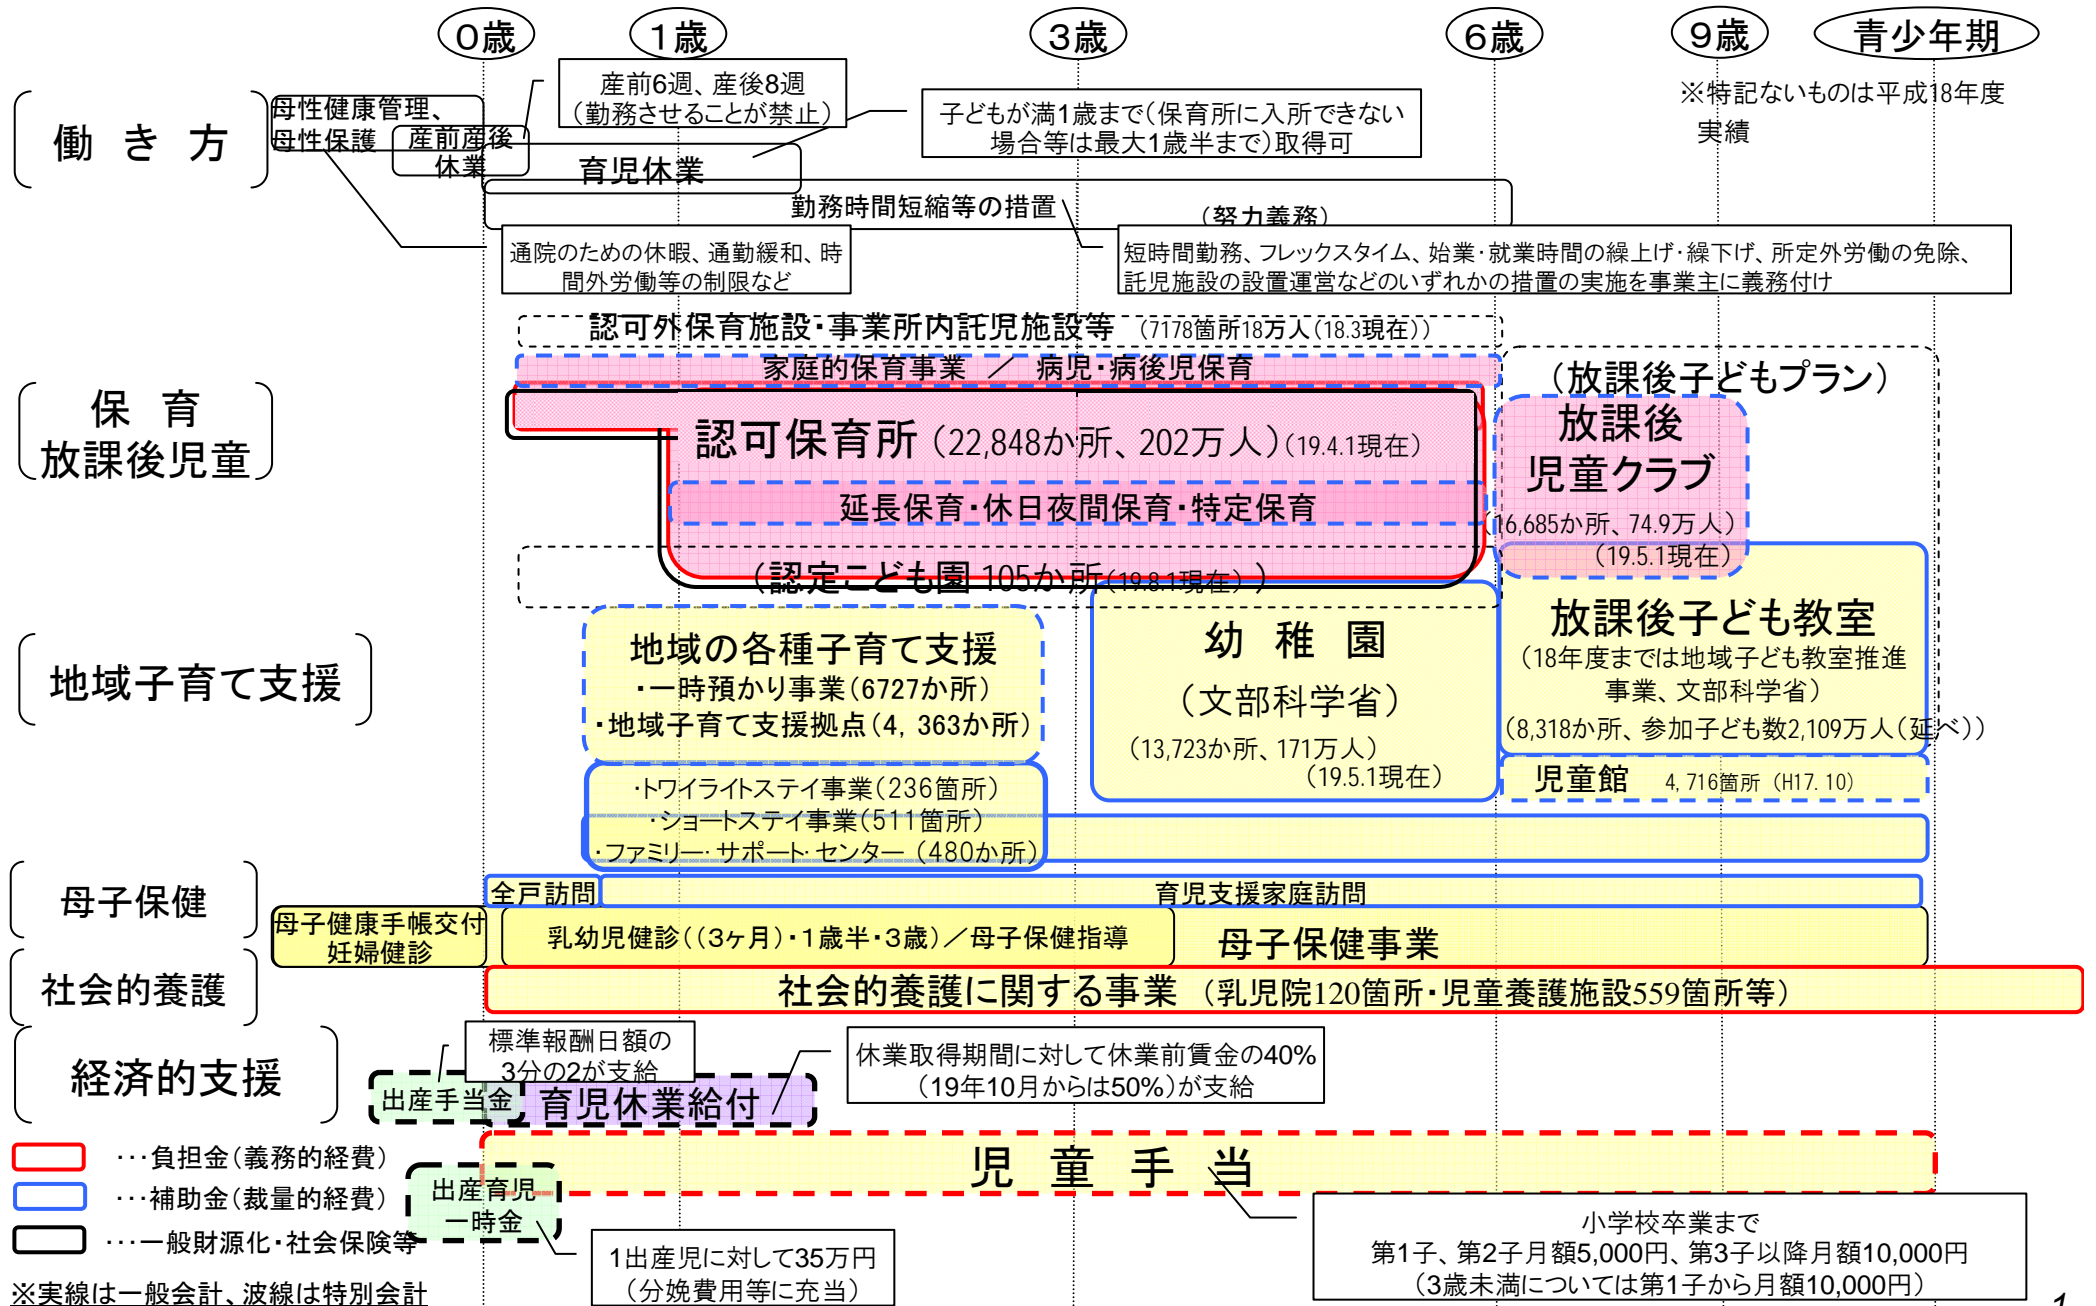 ０歳
１歳
３歳
６歳
９歳
青少年期
※特記ないものは平成18年度
実績
働き方
母性健康管理、
母性保護
産前産後
休業
産前6週、産後8週
（勤務させることが禁止）
子どもが満1歳まで（保育所に入所できない
場合等は最大1歳半まで）取得可
育児休業
勤務時間短縮等の措置
（努力義務）
通院のための休暇、通勤緩和、時
間外労働等の制限など
短時間勤務、フレックスタイム、始業・就業時間の繰上げ・繰下げ、所定外労働の免除、
託児施設の設置運営などのいずれかの措置の実施を事業主に義務付け
保育
放課後児童
認可外保育施設・事業所内託児施設等（7178箇所18万人（18.3現在））
家庭的保育事業　／　病児・病後児保育
認可保育所（22,848か所、202万人）（19.4.1現在）
延長保育・休日夜間保育・特定保育
（認定こども園 105か所（19.8.1現在））
（放課後子どもプラン）
放課後
児童クラブ
6,685か所、74.9万人）
（19.5.1現在）
地域子育て支援
地域の各種子育て支援
・一時預かり事業（6727か所）
・地域子育て支援拠点（4，363か所）
・トワイライトステイ事業（236箇所）
・ショートステイ事業（511箇所）
・ファミリー・サポート・センター（480か所）
幼稚園
（文部科学省）
（13,723か所、171万人）
（19.5.1現在）
放課後子ども教室
（18年度までは地域子ども教室推進
事業、文部科学省）
（8,318か所、参加子ども数2,109万人（延べ））
児童館　4，716箇所（H17．10）
母子保健
全戸訪問
育児支援家庭訪問
母子健康手帳交付
妊婦健診
乳幼児健診（（3ヶ月）・１歳半・３歳）／母子保健指導
母子保健事業
社会的養護
社会的養護に関する事業（乳児院120箇所・児童養護施設559箇所等）
経済的支援
標準報酬日額の
3分の2が支給
出産手当金
育児休業給付
休業取得期間に対して休業前賃金の40%
（19年10月からは50%）が支給
児童手当
出産育児
一時金
1出産児に対して35万円
（分娩費用等に充当）
小学校卒業まで
第1子、第2子月額5,000円、第3子以降月額10,000円
（3歳未満については第1子から月額10,000円）
…負担金（義務的経費）
…補助金（裁量的経費）
…一般財源化・社会保険等
※実線は一般会計、波線は特別会計
1